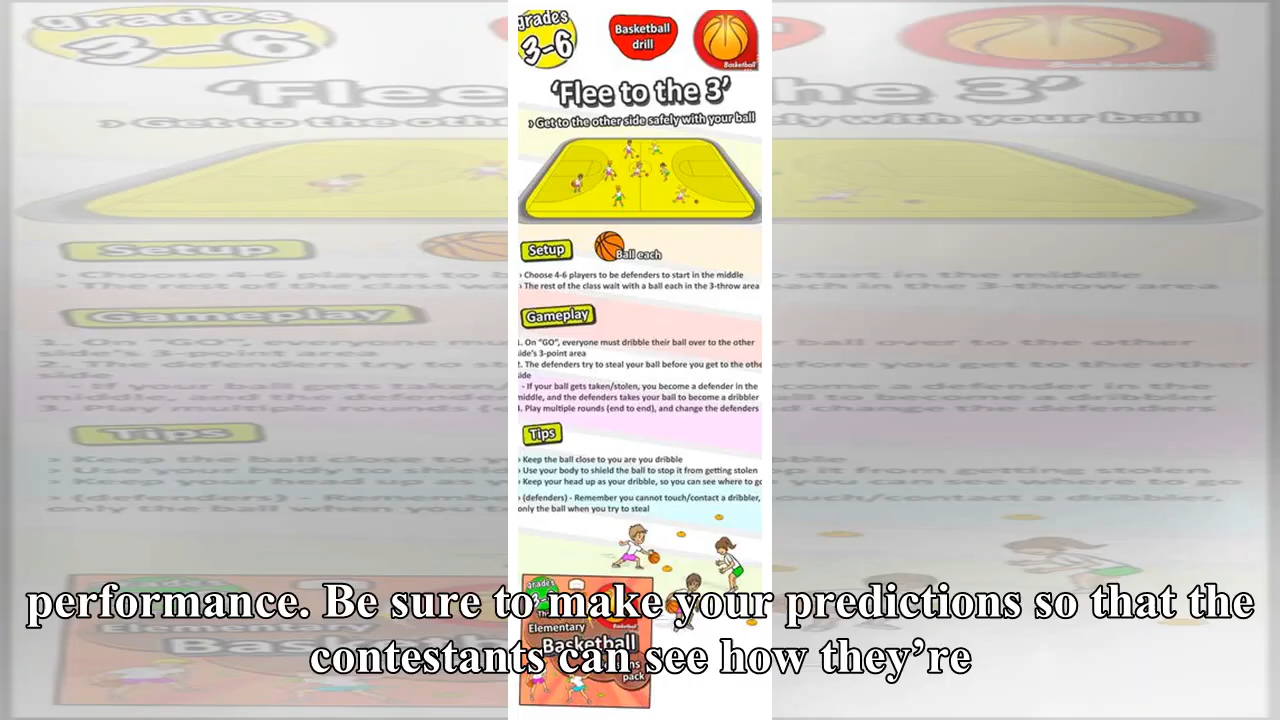 grades
3-6
Basketball
drill
Basketball
'Flee to the 3'
› Get to the other side safely with your ball
Setup
Ball each
› Choose 4-6 players to be defenders to start in the middle
› The rest of the class wait with a ball each in the 3-throw area
Gameplay
1. On "GO", everyone must dribble their ball over to the other
side's 3-point area
2. The defenders try to steal your ball before you get to the othe
side
- If your ball gets taken/stolen, you become a defender in the
middle, and the defenders takes your ball to become a dribbler
. Play multiple rounds (end to end), and change the defenders
Tips
› Keep the ball close to you are you dribble
› Use your body to shield the ball to stop it from getting stolen
› Keep your head up as your dribble, so you can see where to go
› (defenders) - Remember you cannot touch/contact a dribbler,
only the ball when you try to steal
grades
Elementary
Basketball
pack
performance. Be sure to make your predictions so that the
contestants can see how they're